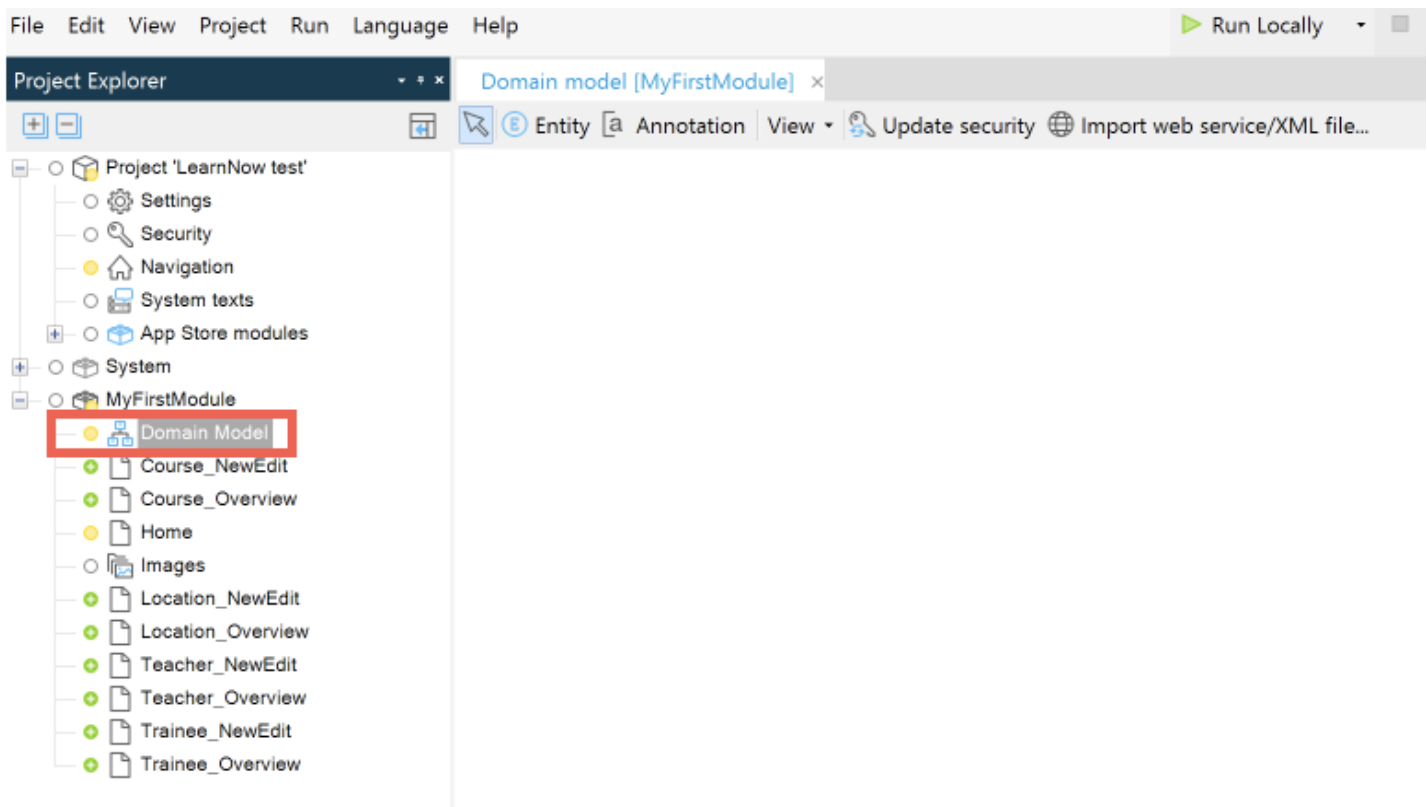 File Edit View Project Run Language Help Run Locally
Project Explorer
Domain model [MyFirstModule]
Entity Annotation View Update security Import web service/XML file...
Project 'LearnNow test'
Settings
Security
Navigation
System texts
App Store modules
System
MyFirstModule
Domain Model
Course_NewEdit
Course_Overview
Home
Images
Location_NewEdit
Location_Overview
Teacher_NewEdit
Teacher_Overview
Trainee_NewEdit
Trainee_Overview